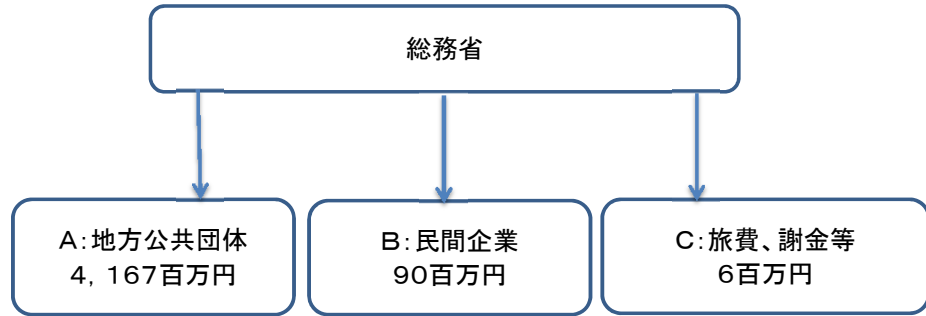 総務省
A:地方公共団体
4,167百万円
B:民間企業
90百万円
C:旅費、謝金等
6百万円